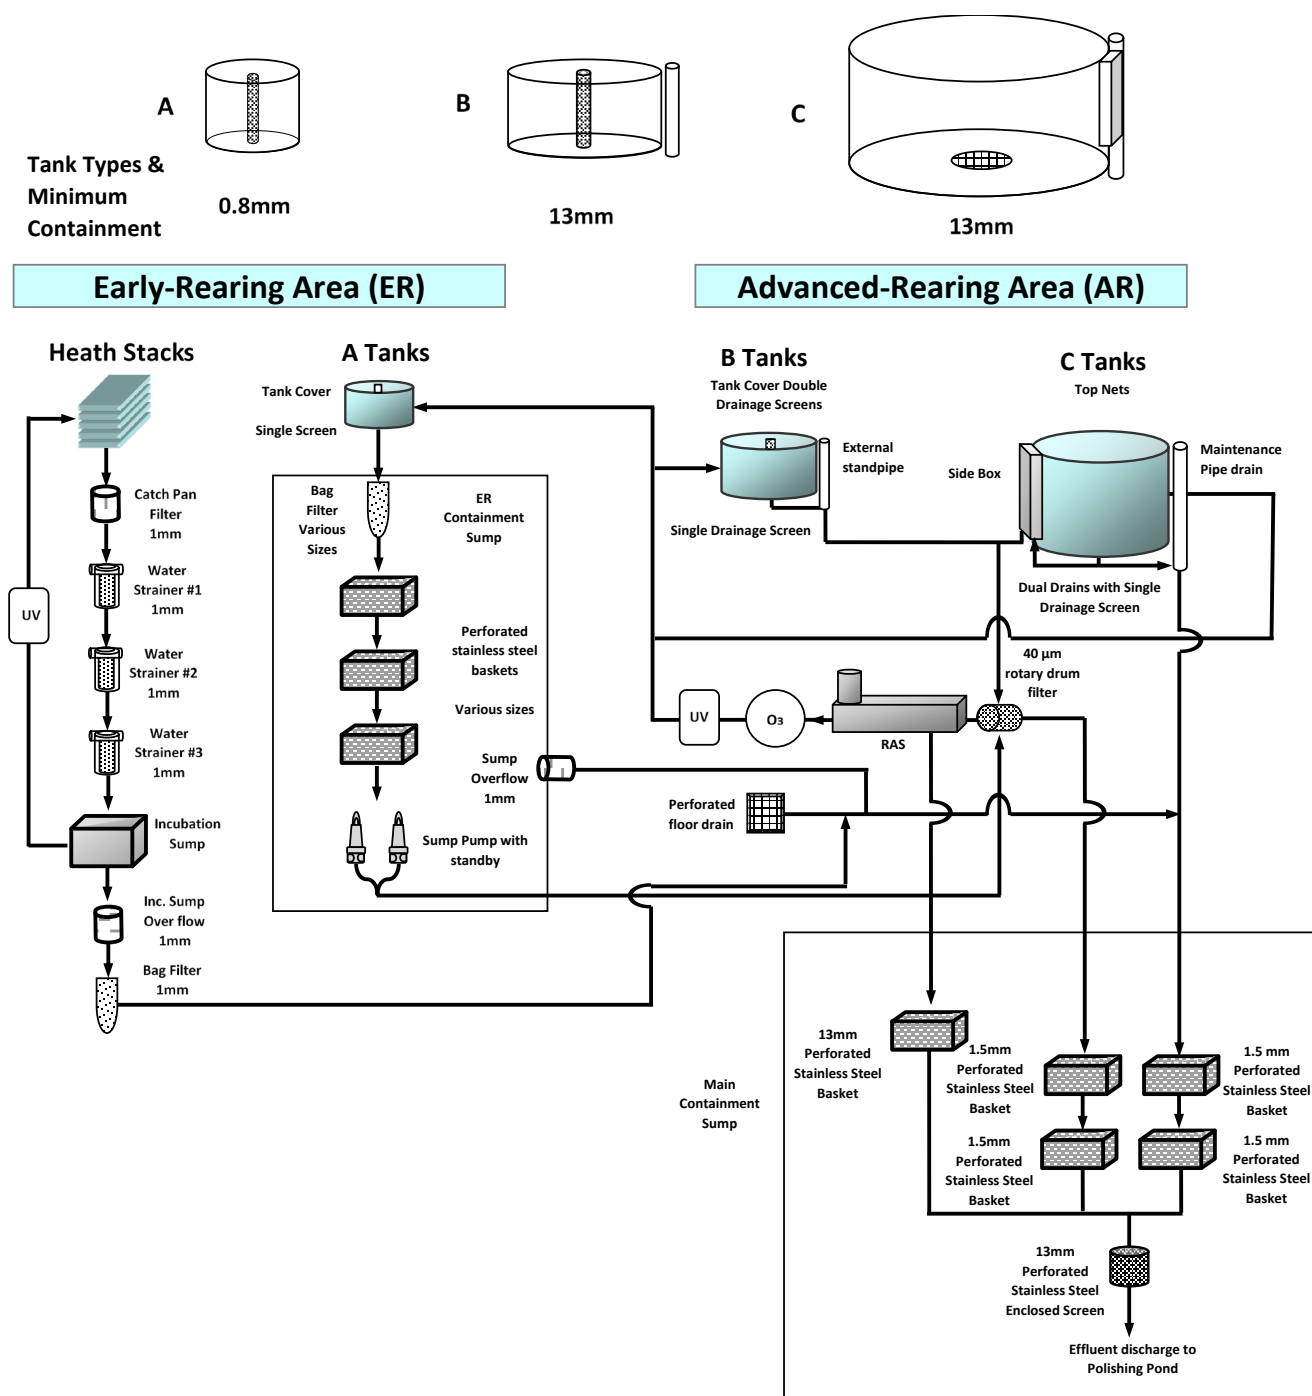 A
B
C
Tank Types &
Minimum
Containment
0.8mm
13mm
13mm
Early-Rearing Area (ER)
Advanced-Rearing Area (AR)
Heath Stacks
A Tanks
B Tanks
C Tanks
Tank Cover
Single Screen
Tank Cover Double
Drainage Screens
Top Nets
External
standpipe
Side Box
Maintenance
Pipe drain
Single Drainage Screen
Dual Drains with Single
Drainage Screen
Catch Pan
Filter
1mm
Water
Strainer #1
1mm
UV
Water
Strainer #2
1mm
Water
Strainer #3
1mm
Incubation
Sump
Inc. Sump
Over flow
1mm
Bag Filter
1mm
Bag
Filter
Various
Sizes
ER
Containment
Sump
Perforated
stainless steel
baskets
Various sizes
Sump
Overflow
1mm
Sump Pump with
standby
UV
O3
RAS
40 µm
rotary drum
filter
Perforated
floor drain
Main
Containment
Sump
13mm
Perforated
Stainless Steel
Basket
1.5mm
Perforated
Stainless Steel
Basket
1.5mm
Perforated
Stainless Steel
Basket
1.5 mm
Perforated
Stainless Steel
Basket
1.5 mm
Perforated
Stainless Steel
Basket
13mm
Perforated
Stainless Steel
Enclosed Screen
Effluent discharge to
Polishing Pond